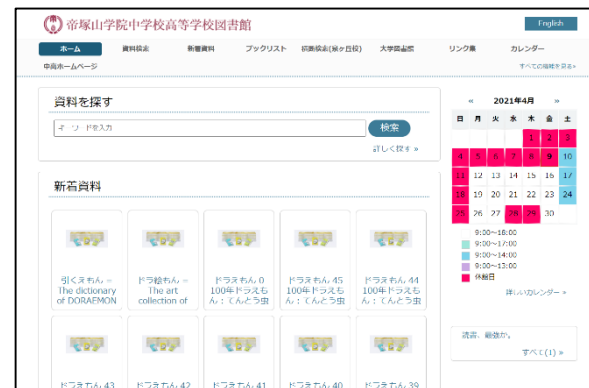 帝塚山学院中学校高等学校図書館
English
ホーム 資料検索 新着資料 ブックリスト 横断検索(泉ヶ丘校) 大学図書館 リンク集 カレンダー
中高ホームページ
すべての情報を見る»
資料を探す
キーワードを入力
検索
詳しく探す »
新着資料
引くえもん =
The dictionary
of DORAEMON
ドラ絵もん =
The art
collection of
ドラえもん 0
100年ドラえも
ん : てんとう虫
ドラえもん 45
100年ドラえも
ん : てんとう虫
ドラえもん 44
100年ドラえも
ん : てんとう虫
ドラえもん 43
ドラえもん 42
ドラえもん 41
ドラえもん 40
ドラえもん 39
« 2021年4月 »
日 月 火 水 木 金 土
1 2 3
4 5 6 7 8 9 10
11 12 13 14 15 16 17
18 19 20 21 22 23 24
25 26 27 28 29 30
9:00～18:00
9:00～17:00
9:00～14:00
9:00～13:00
休館日
詳しいカレンダー »
すべて(1) »